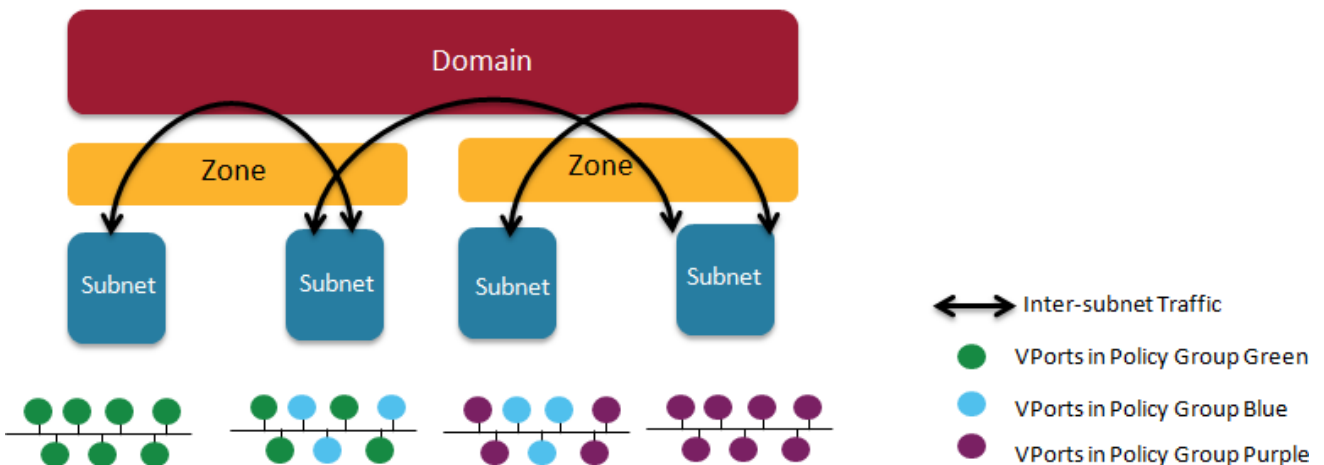 Domain
Zone
Zone
Subnet
Subnet
Subnet
Subnet
Inter-subnet Traffic
VPorts in Policy Group Green
VPorts in Policy Group Blue
VPorts in Policy Group Purple